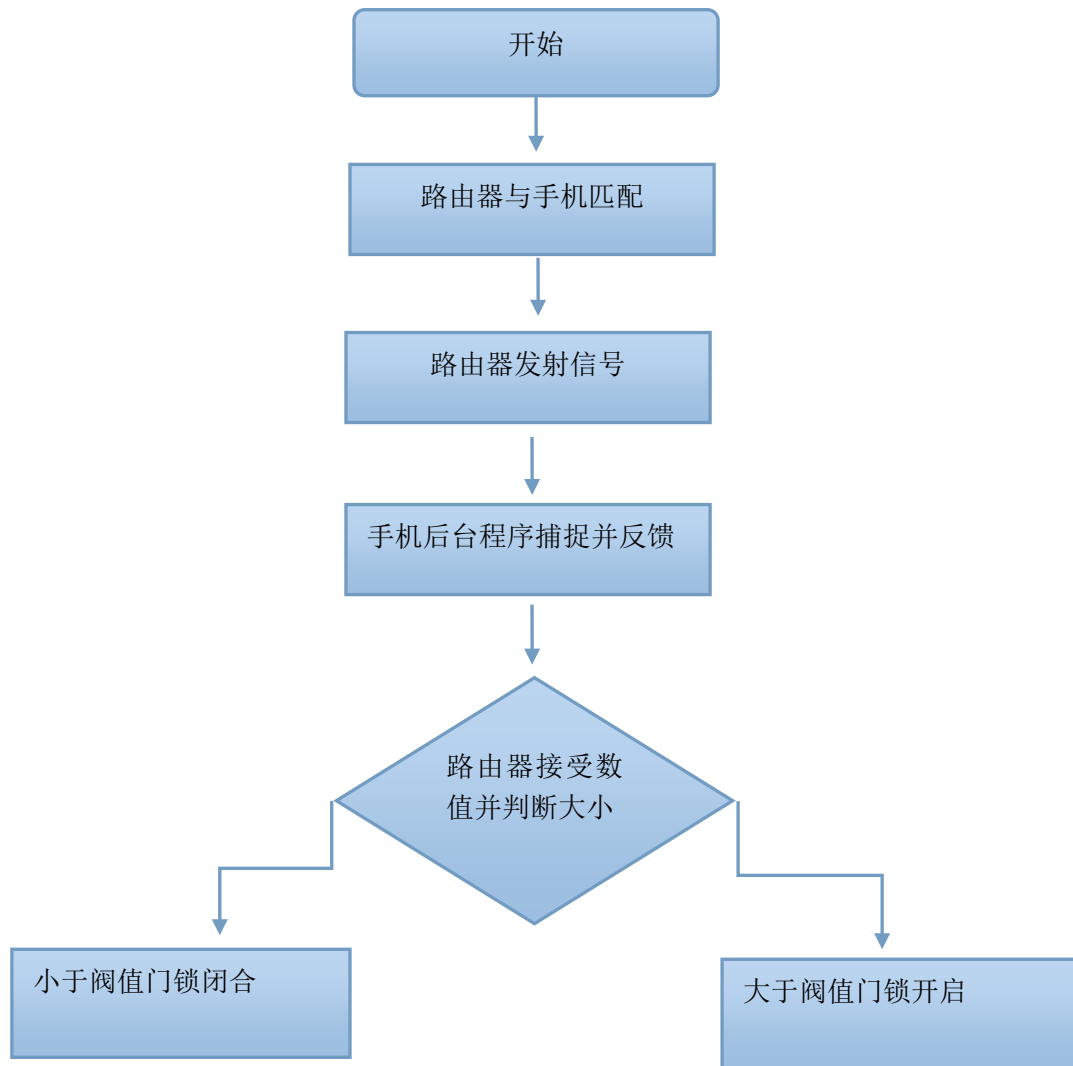 开始
路由器与手机匹配
路由器发射信号
手机后台程序捕捉并反馈
路由器接受数
值并判断大小
小于阀值门锁闭合
大于阀值门锁开启